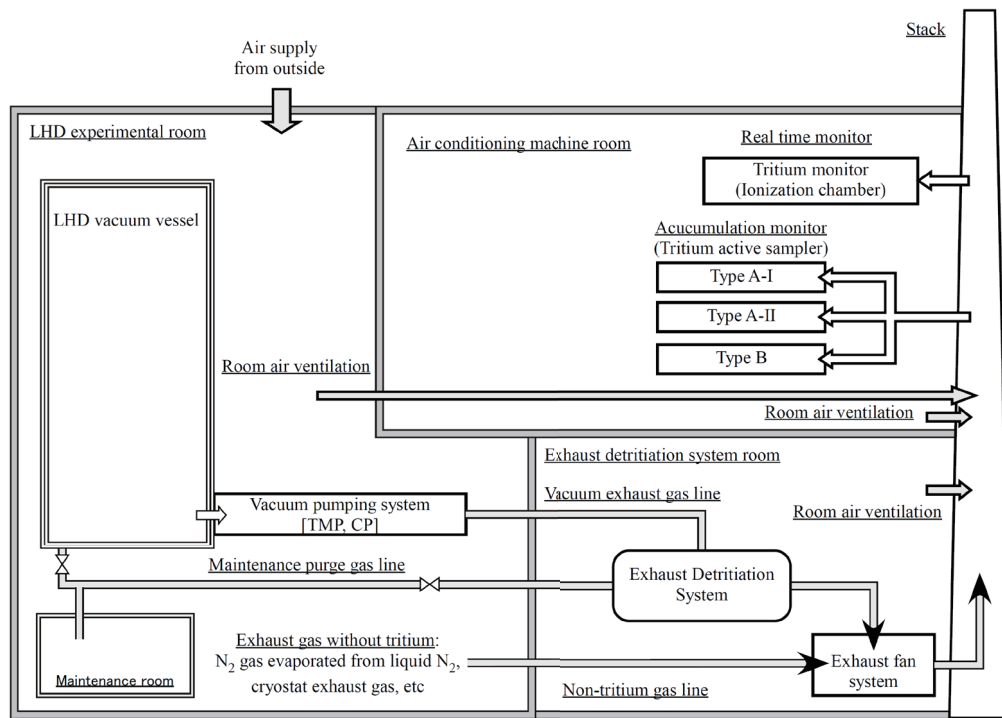 Stack
Air supply
from outside
LHD experimental room
Air conditioning machine room
Real time monitor
Tritium monitor
(Ionization chamber)
LHD vacuum vessel
Acucumulation monitor
(Tritium active sampler)
Type A-I
Type A-II
Type B
Room air ventilation
Room air ventilation
Exhaust detritiation system room
Vacuum exhaust gas line
Vacuum pumping system
[TMP, CP]
Room air ventilation
Maintenance purge gas line
Exhaust Detritiation
System
Exhaust gas without tritium:
N₂ gas evaporated from liquid N₂,
cryostat exhaust gas, etc
Maintenance room
Exhaust fan
system
Non-tritium gas line